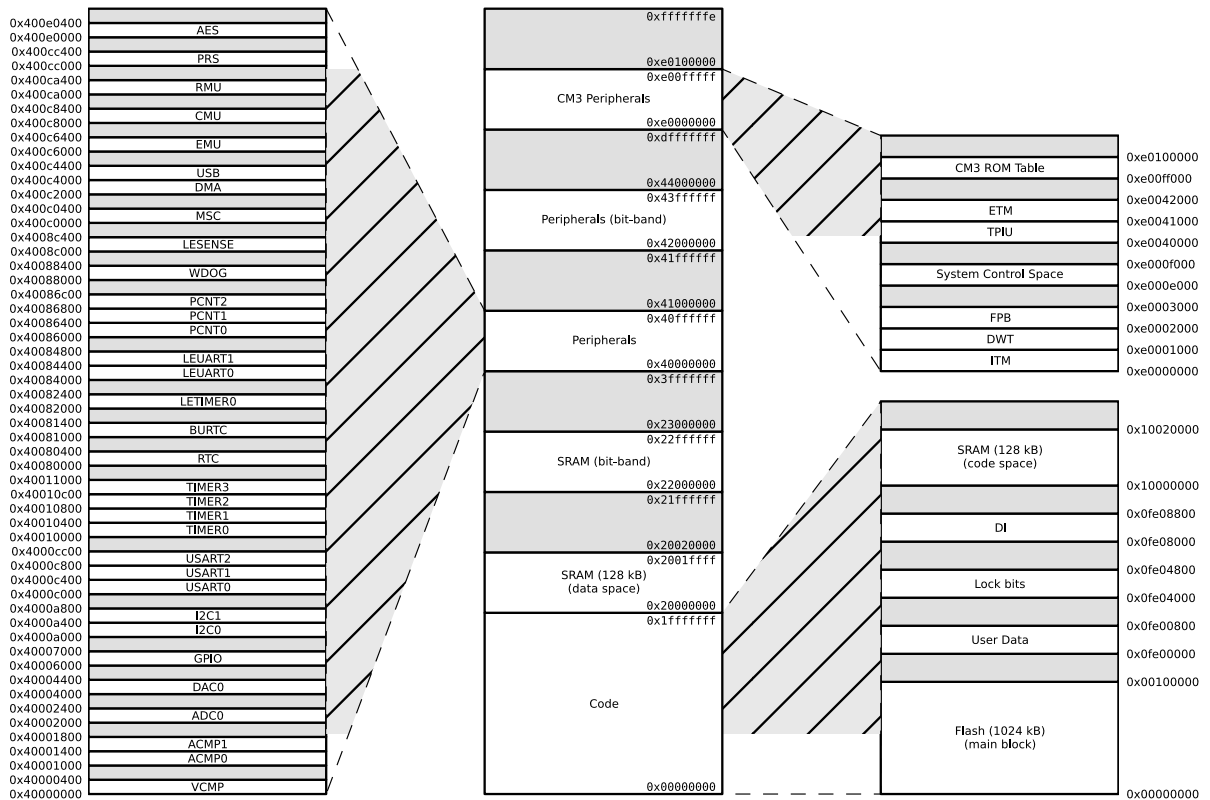 0x400e0400
AES
0x400e0000
0x400cc400
PRS
0x400cc000
0x400ca400
RMU
0x400ca000
0x400c8400
CMU
0x400c8000
0x400c6400
EMU
0x400c6000
0x400c4400
USB
0x400c4000
DMA
0x400c2000
0x400c0400
MSC
0x400c0000
0x4008c400
LESENSE
0x4008c000
0x40088400
WDOG
0x40088000
0x40086c00
PCNT2
0x40086800
PCNT1
0x40086400
PCNT0
0x40086000
0x40084800
LEUART1
0x40084400
LEUART0
0x40084000
0x40082400
LETIMER0
0x40082000
0x40081400
BURTC
0x40081000
0x40080400
RTC
0x40080000
0x40011000
TIMER3
0x40010c00
TIMER2
0x40010800
TIMER1
0x40010400
TIMER0
0x40010000
0x4000cc00
USART2
0x4000c800
USART1
0x4000c400
USART0
0x4000c000
0x4000a800
I2C1
0x4000a400
I2C0
0x4000a000
0x40007000
GPIO
0x40006000
0x40004400
DAC0
0x40004000
0x40002400
ADC0
0x40002000
0x40001800
ACMP1
0x40001400
ACMP0
0x40001000
0x40000400
VCMP
0x40000000
0xfffffffe
0xe0100000
0xe00fffff
CM3 Peripherals
0xe0000000
0xdfffffff
0x44000000
0x43ffffff
Peripherals (bit-band)
0x42000000
0x41ffffff
0x41000000
0x40ffffff
Peripherals
0x40000000
0x3fffffff
0x23000000
0x22ffffff
SRAM (bit-band)
0x22000000
0x21ffffff
0x20020000
0x2001ffff
SRAM (128 kB)
(data space)
0x20000000
0x1fffffff
Code
0x00000000
0xe0100000
CM3 ROM Table
0xe00ff000
0xe0042000
ETM
0xe0041000
TPIU
0xe0040000
0xe000f000
System Control Space
0xe000e000
0xe0003000
FPB
0xe0002000
DWT
0xe0001000
ITM
0xe0000000
0x10020000
SRAM (128 kB)
(code space)
0x10000000
0x0fe08800
DI
0x0fe08000
0x0fe04800
Lock bits
0x0fe04000
0x0fe00800
User Data
0x0fe00000
0x00100000
Flash (1024 kB)
(main block)
0x00000000